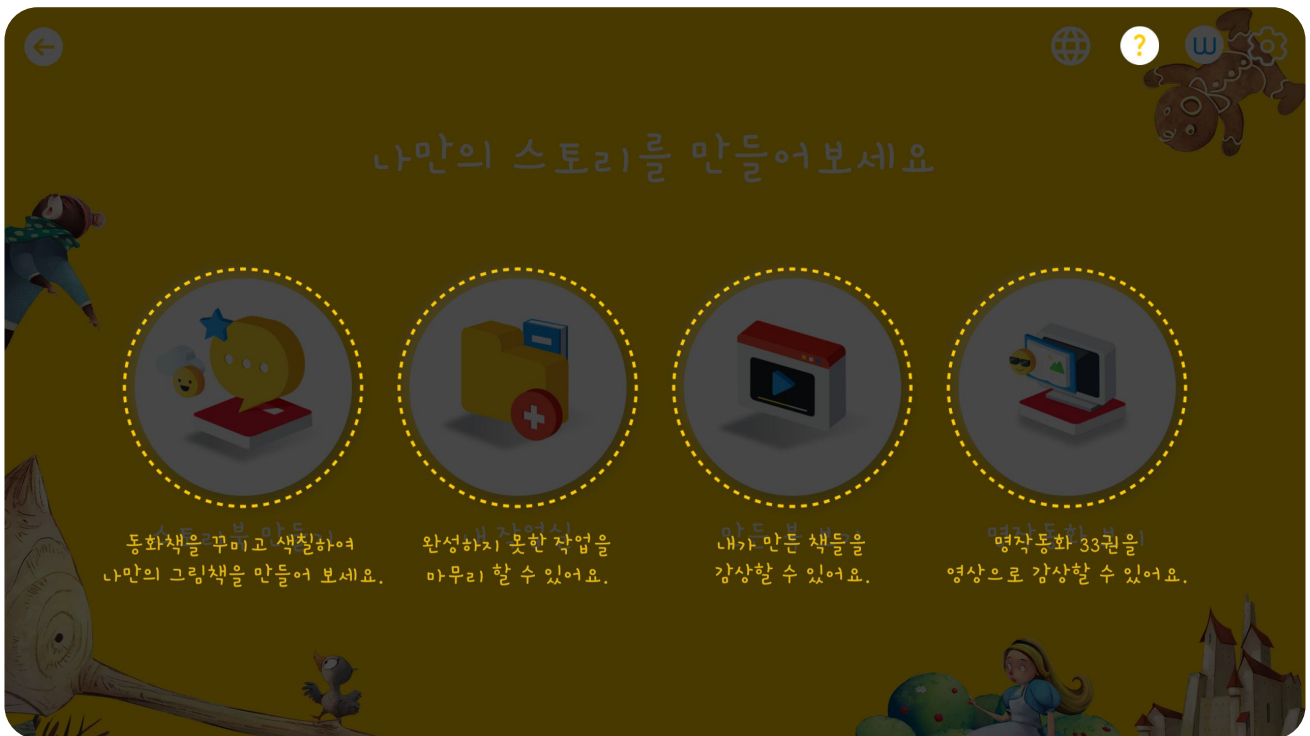 ?
W
나만의 스토리를 만들어보세요
동화책을 꾸미고 색칠하여
나만의 그림책을 만들어 보세요.
완성하지 못한 작업을
마무리 할 수 있어요.
내가 만든 책들을
감상할 수 있어요.
명작동화 33권을
영상으로 감상할 수 있어요.